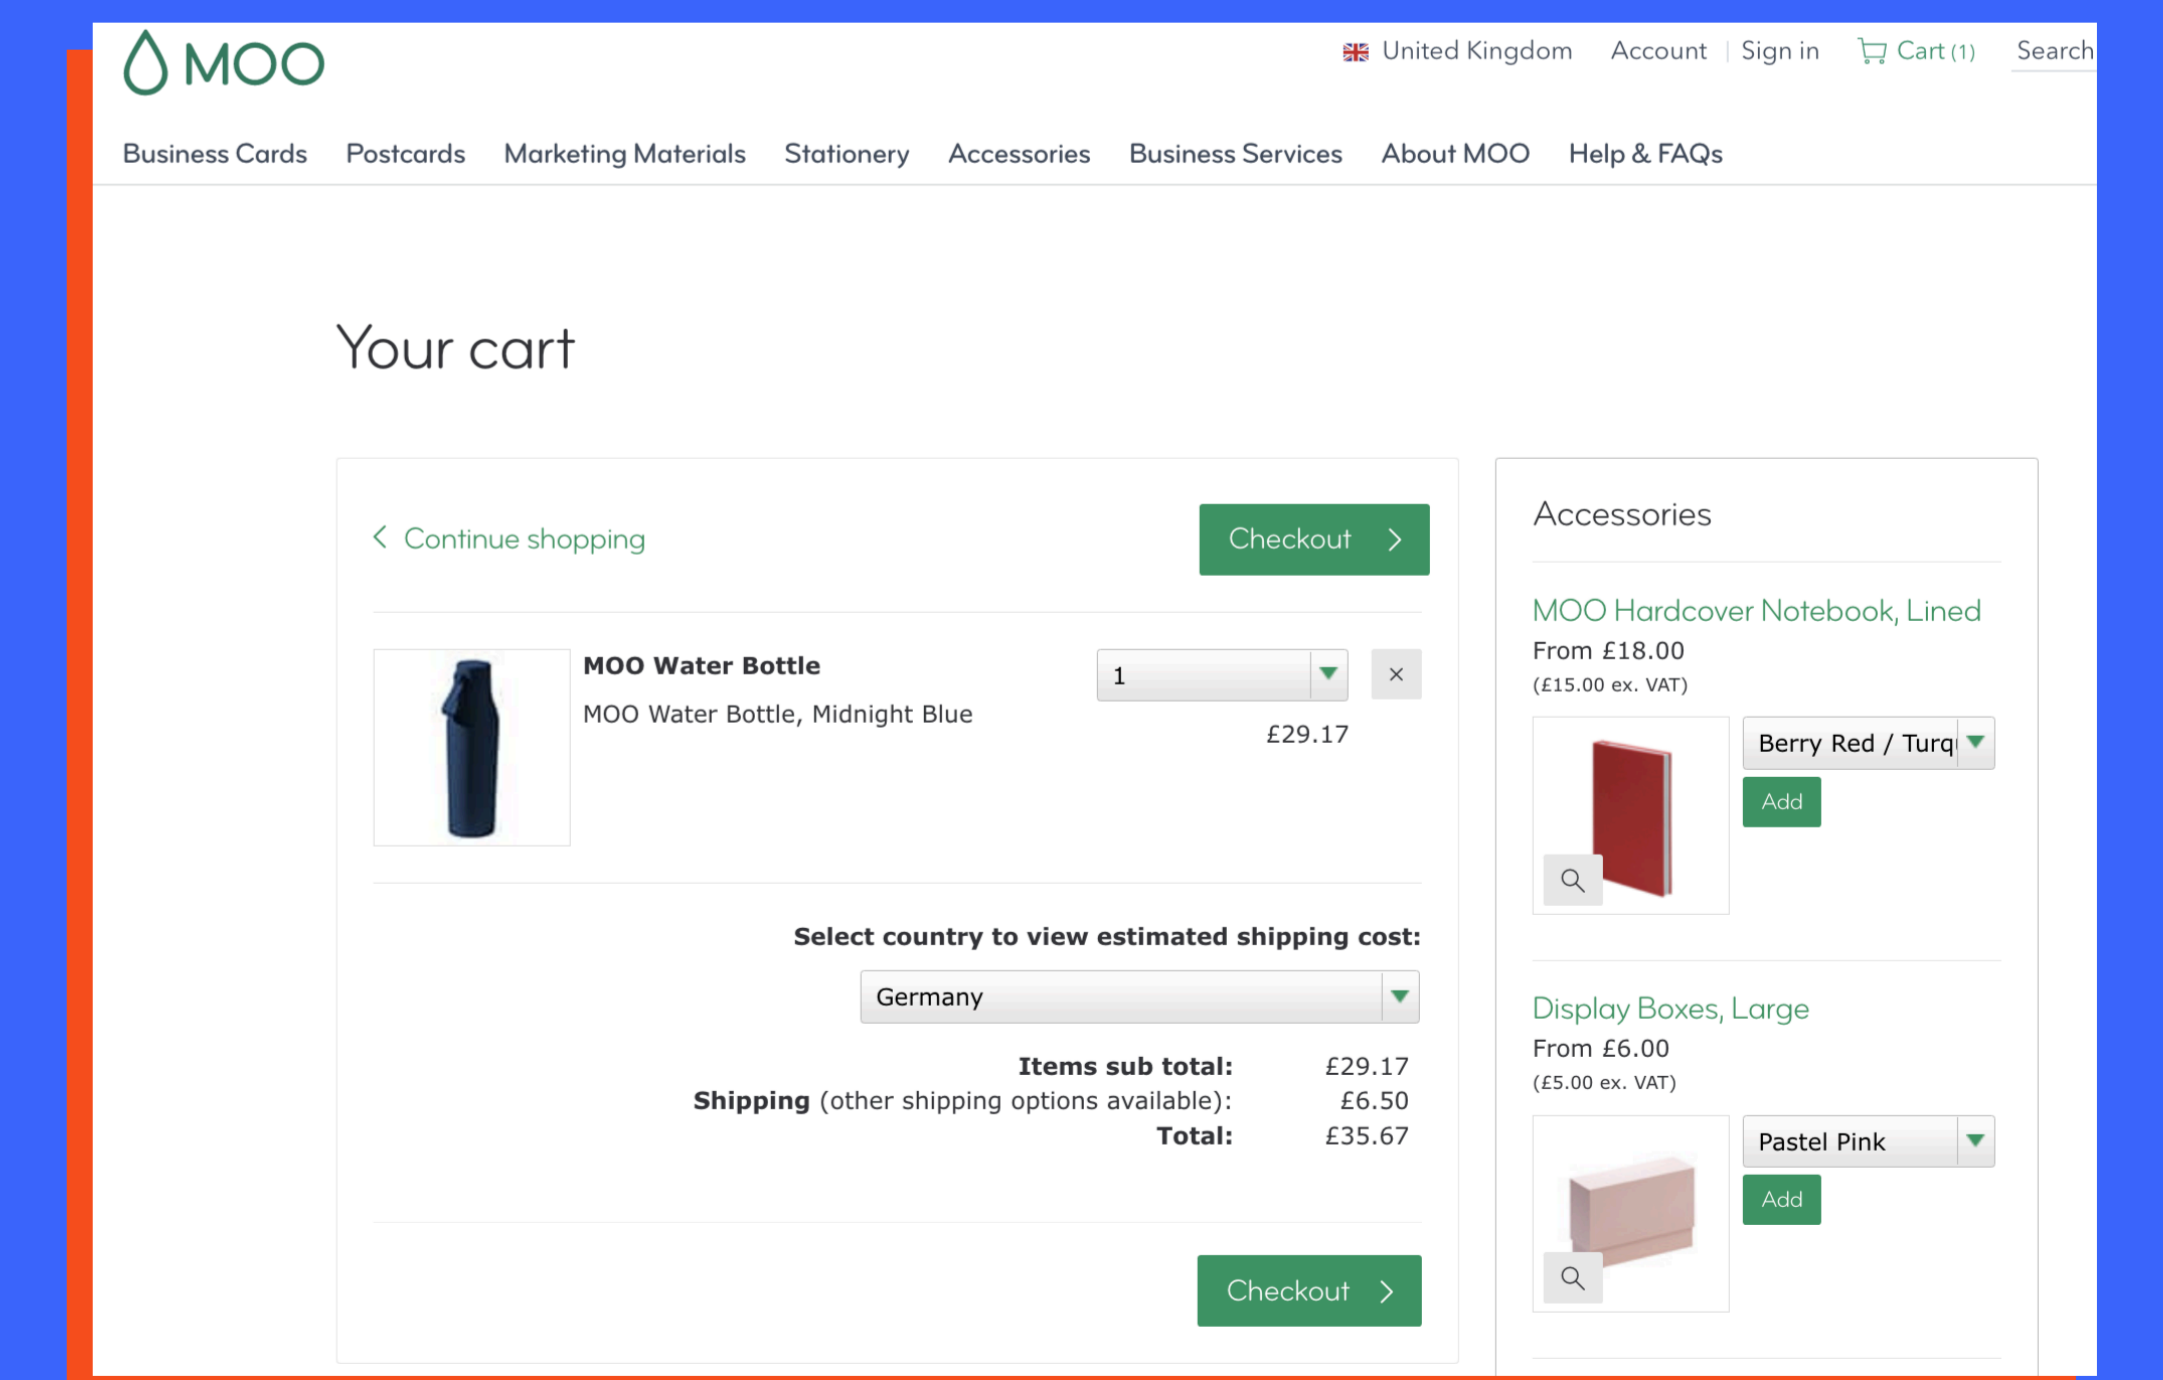 MOO
United Kingdom Account Sign in Cart (1) Search
Business Cards Postcards Marketing Materials Stationery Accessories Business Services About MOO Help & FAQs
Your cart
Continue shopping
Checkout
MOO Water Bottle
MOO Water Bottle, Midnight Blue
1
×
£29.17
Select country to view estimated shipping cost:
Germany
Items sub total: £29.17
Shipping (other shipping options available): £6.50
Total: £35.67
Checkout
Accessories
MOO Hardcover Notebook, Lined
From £18.00
(£15.00 ex. VAT)
Berry Red / Turq
Add
Display Boxes, Large
From £6.00
(£5.00 ex. VAT)
Pastel Pink
Add